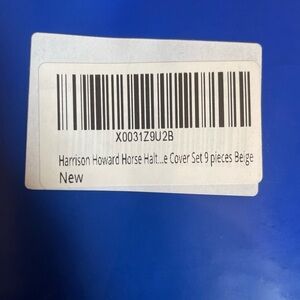 X0031Z9U2B
Harrison Howard Horse Halt...e Cover Set 9 pieces Beige
New